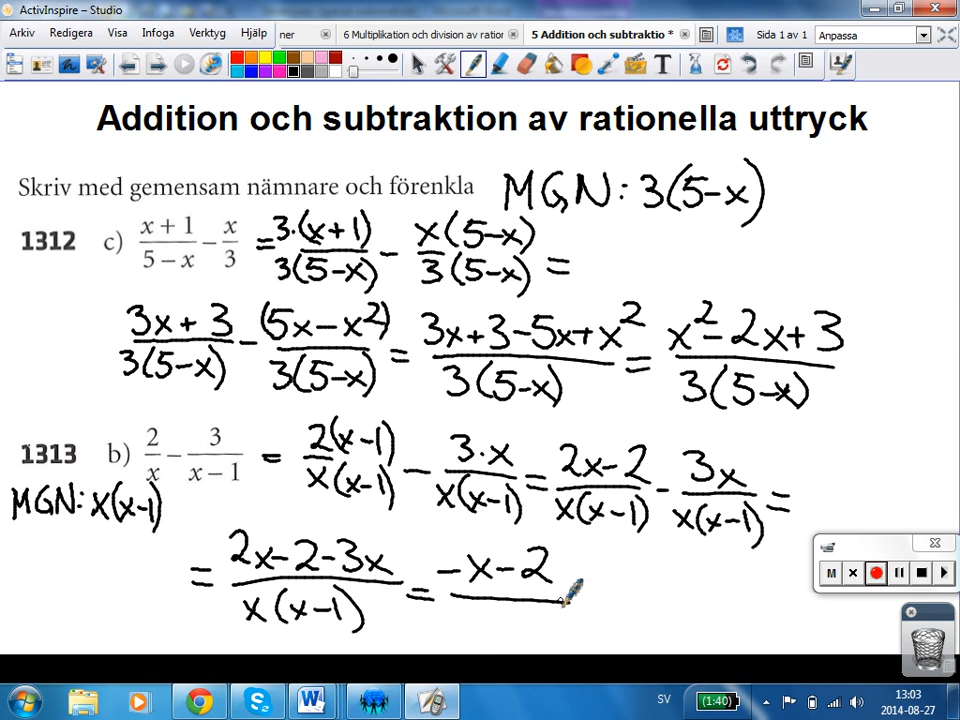 ActivInspire – Studio
Arkiv Redigera Visa Infoga Verktyg Hjälp
ner 6 Multiplikation och division av ration 5 Addition och subtraktio * Sida 1 av 1 Anpassa
Addition och subtraktion av rationella uttryck
Skriv med gemensam nämnare och förenkla MGN: 3(5-x)
1312 c) (x + 1)/(5 − x) − x/3 = 3·(x+1)/3(5-x) − x(5-x)/3(5-x) =
(3x+3)/3(5-x) − (5x-x²)/3(5-x) = (3x+3-5x+x²)/3(5-x) = (x²-2x+3)/3(5-x)
1313 b) 2/x − 3/(x − 1) = 2(x-1)/x(x-1) − 3·x/x(x-1) = (2x-2)/x(x-1) − 3x/x(x-1) =
MGN: x(x-1)
= (2x-2-3x)/x(x-1) = -x-2
M
SV (1:40) 13:03
2014-08-27